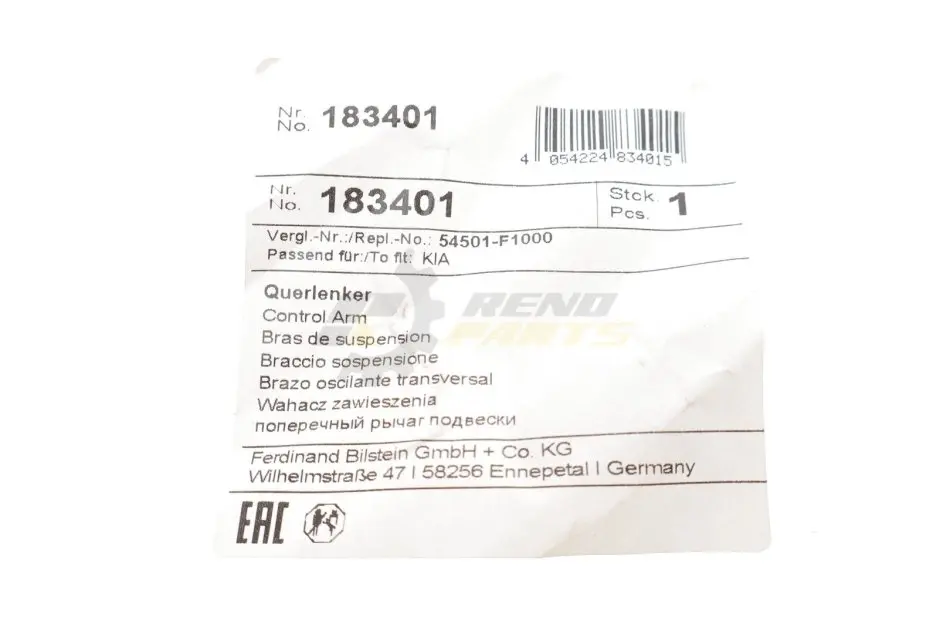 Nr.
No. 183401
4 054224 834015
Nr.
No. 183401
Stck.
Pcs. 1
Vergl.-Nr.:/Repl.-No.: 54501-F1000
Passend für:/To fit: KIA
RENO
PARTS
Querlenker
Control Arm
Bras de suspension
Braccio sospensione
Brazo oscilante transversal
Wahacz zawieszenia
поперечный рычаг подвески
Ferdinand Bilstein GmbH + Co. KG
Wilhelmstraße 47 I 58256 Ennepetal I Germany
EAC